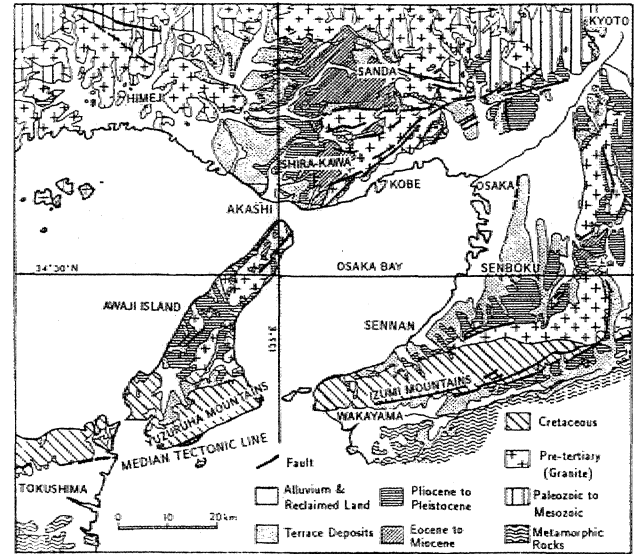 KYOTO
SANDA
HIMEJI
SHIRA-KAWA
KOBE
OSAKA
AKASHI
34°30'N
OSAKA BAY
SENBOKU
AWAJI ISLAND
SENNAN
135°E
IZUMI MOUNTAINS
YUZURUHA MOUNTAINS
WAKAYAMA
MEDIAN TECTONIC LINE
TOKUSHIMA
0 10 20 km
Fault
Alluvium &
Reclaimed Land
Terrace Deposits
Pliocene to
Pleistocene
Eocene to
Miocene
Cretaceous
Pre-tertiary
(Granite)
Paleozoic to
Mesozoic
Metamorphic
Rocks